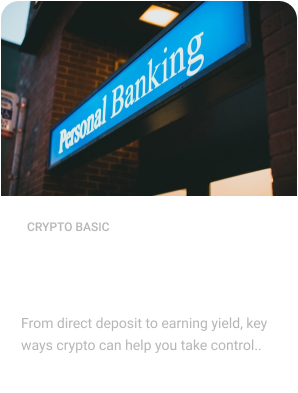 Personal Banking
CRYPTO BASIC
From direct deposit to earning yield, key
ways crypto can help you take control..